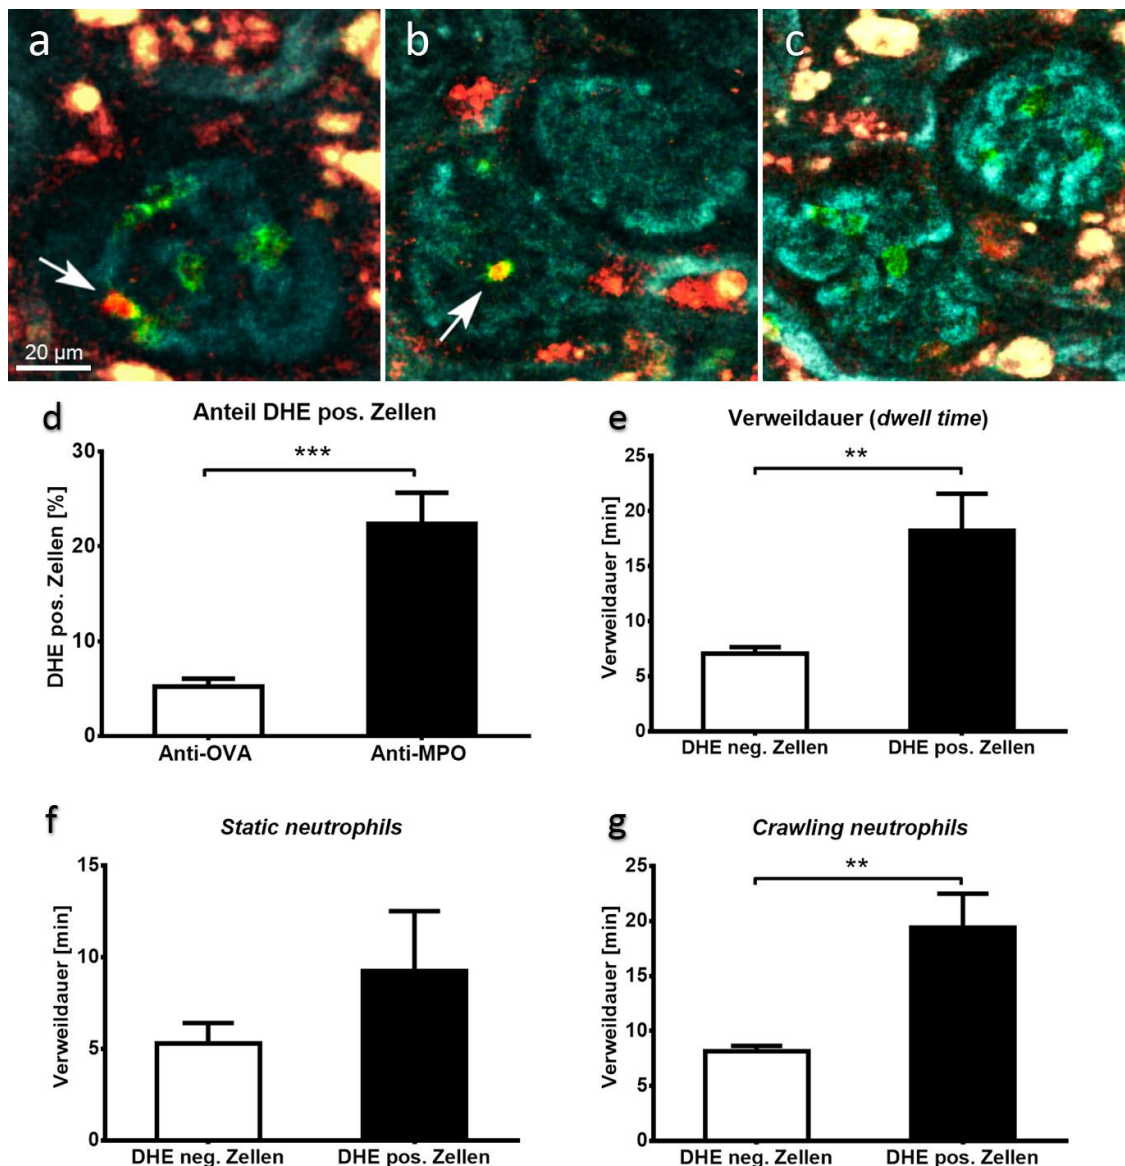 a
b
c
20 µm
d
Anteil DHE pos. Zellen
DHE pos. Zellen [%]
30
20
10
0
***
Anti-OVA
Anti-MPO
e
Verweildauer (dwell time)
Verweildauer [min]
25
20
15
10
5
0
**
DHE neg. Zellen
DHE pos. Zellen
f
Static neutrophils
Verweildauer [min]
15
10
5
0
DHE neg. Zellen
DHE pos. Zellen
g
Crawling neutrophils
Verweildauer [min]
25
20
15
10
5
0
**
DHE neg. Zellen
DHE pos. Zellen